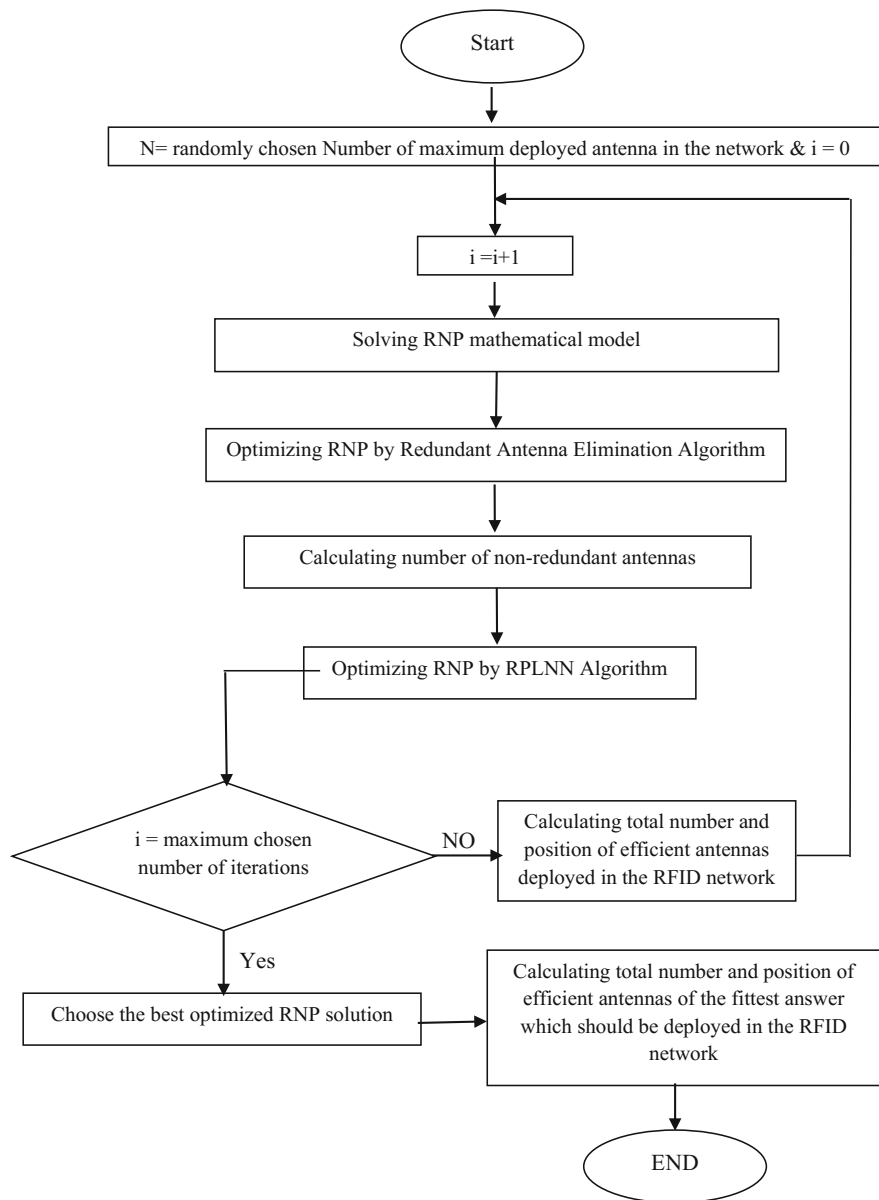 Start
N= randomly chosen Number of maximum deployed antenna in the network & i = 0
i =i+1
Solving RNP mathematical model
Optimizing RNP by Redundant Antenna Elimination Algorithm
Calculating number of non-redundant antennas
Optimizing RNP by RPLNN Algorithm
i = maximum chosen
number of iterations
NO
Calculating total number and
position of efficient antennas
deployed in the RFID network
Yes
Choose the best optimized RNP solution
Calculating total number and position of
efficient antennas of the fittest answer
which should be deployed in the RFID
network
END